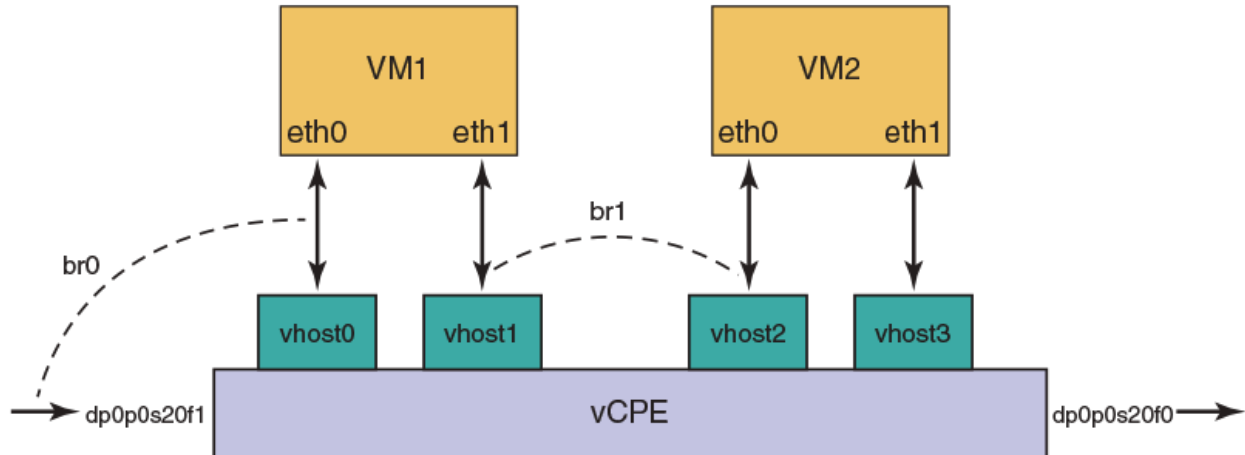 VM1
VM2
eth0
eth1
eth0
eth1
br1
br0
vhost0
vhost1
vhost2
vhost3
dp0p0s20f1
vCPE
dp0p0s20f0